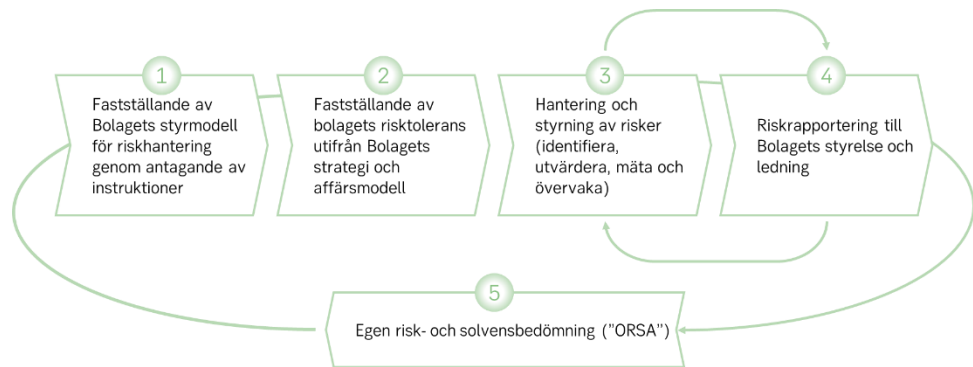 1
Fastställande av
Bolagets styrmodell
för riskhantering
genom antagande av
instruktioner
2
Fastställande av
bolagets risktolerans
utifrån Bolagets
strategi och
affärsmodell
3
Hantering och
styrning av risker
(identifiera,
utvärdera, mäta och
övervaka)
4
Riskrapportering till
Bolagets styrelse och
ledning
5
Egen risk- och solvensbedömning ("ORSA")